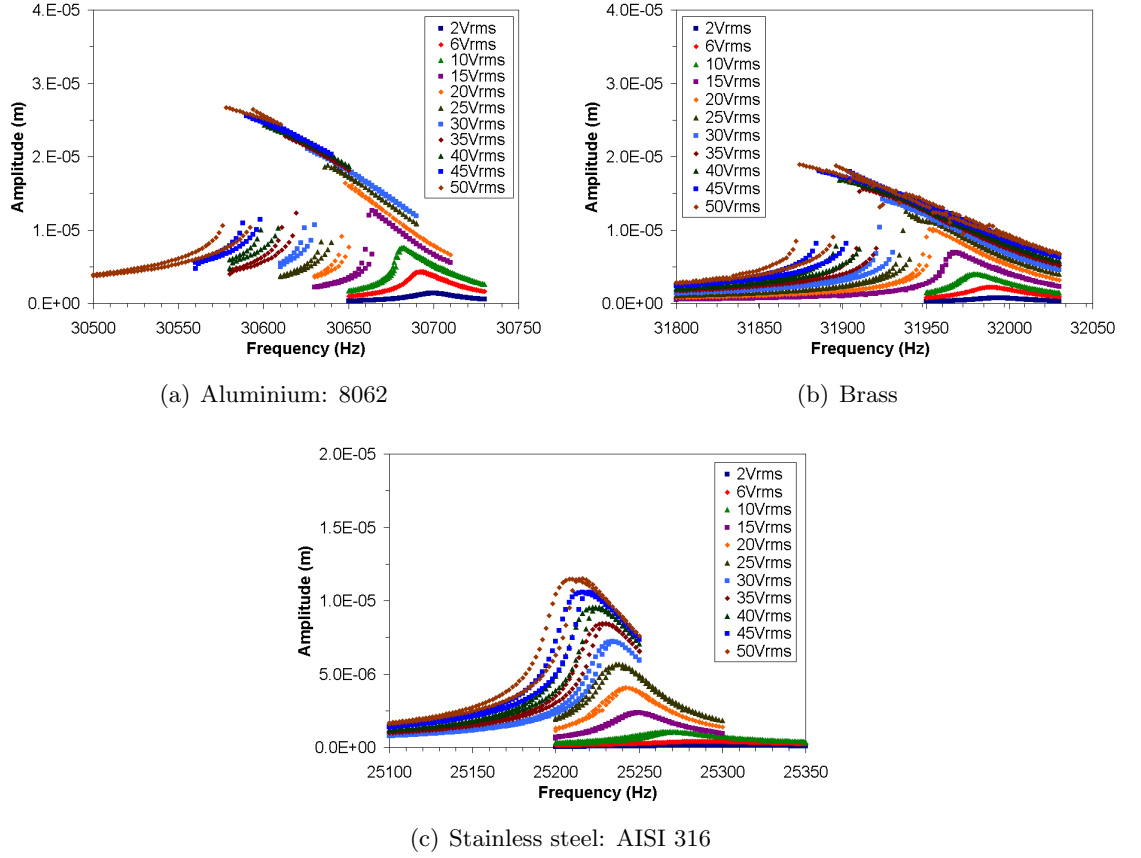 4.0E-05
3.0E-05
2.0E-05
1.0E-05
0.0E+00
Amplitude (m)
30500 30550 30600 30650 30700 30750
Frequency (Hz)
2Vrms
6Vrms
10Vrms
15Vrms
20Vrms
25Vrms
30Vrms
35Vrms
40Vrms
45Vrms
50Vrms
(a) Aluminium: 8062
4.0E-05
3.0E-05
2.0E-05
1.0E-05
0.0E+00
Amplitude (m)
31800 31850 31900 31950 32000 32050
Frequency (Hz)
2Vrms
6Vrms
10Vrms
15Vrms
20Vrms
25Vrms
30Vrms
35Vrms
40Vrms
45Vrms
50Vrms
(b) Brass
2.0E-05
1.5E-05
1.0E-05
5.0E-06
0.0E+00
Amplitude (m)
25100 25150 25200 25250 25300 25350
Frequency (Hz)
2Vrms
6Vrms
10Vrms
15Vrms
20Vrms
25Vrms
30Vrms
35Vrms
40Vrms
45Vrms
50Vrms
(c) Stainless steel: AISI 316